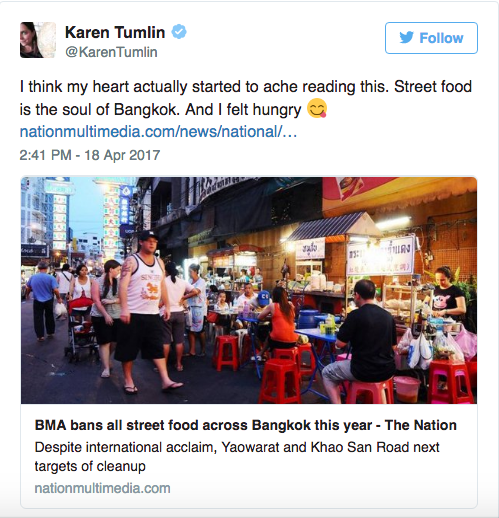 Karen Tumlin
@KarenTumlin
Follow
I think my heart actually started to ache reading this. Street food
is the soul of Bangkok. And I felt hungry 😋
nationmultimedia.com/news/national/…
2:41 PM - 18 Apr 2017
BMA bans all street food across Bangkok this year - The Nation
Despite international acclaim, Yaowarat and Khao San Road next
targets of cleanup
nationmultimedia.com